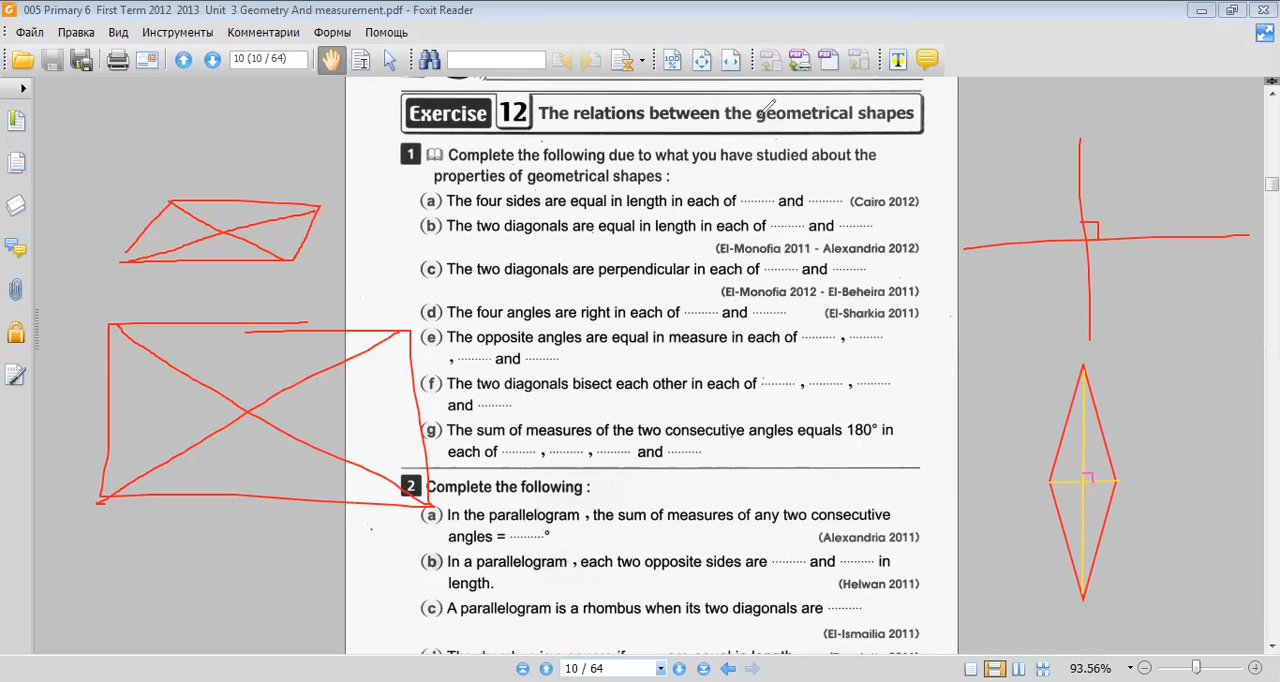 005 Primary 6 First Term 2012 2013 Unit 3 Geometry And measurement.pdf - Foxit Reader
Файл Правка Вид Инструменты Комментарии Формы Помощь
10 (10 / 64)
Exercise 12 The relations between the geometrical shapes
1 Complete the following due to what you have studied about the
properties of geometrical shapes :
(a) The four sides are equal in length in each of ········· and ········· (Cairo 2012)
(b) The two diagonals are equal in length in each of ········· and ·········
(El-Monofia 2011 - Alexandria 2012)
(c) The two diagonals are perpendicular in each of ········· and ·········
(El-Monofia 2012 - El-Beheira 2011)
(d) The four angles are right in each of ········· and ········· (El-Sharkia 2011)
(e) The opposite angles are equal in measure in each of ········· , ·········
, ········· and ·········
(f) The two diagonals bisect each other in each of ········· , ········· , ·········
and ·········
(g) The sum of measures of the two consecutive angles equals 180° in
each of ········· , ········· , ········· and ·········
2 Complete the following :
(a) In the parallelogram , the sum of measures of any two consecutive
angles = ·········° (Alexandria 2011)
(b) In a parallelogram , each two opposite sides are ········· and ········· in
length. (Helwan 2011)
(c) A parallelogram is a rhombus when its two diagonals are ·········
(El-Ismailia 2011)
10 / 64
93.56%